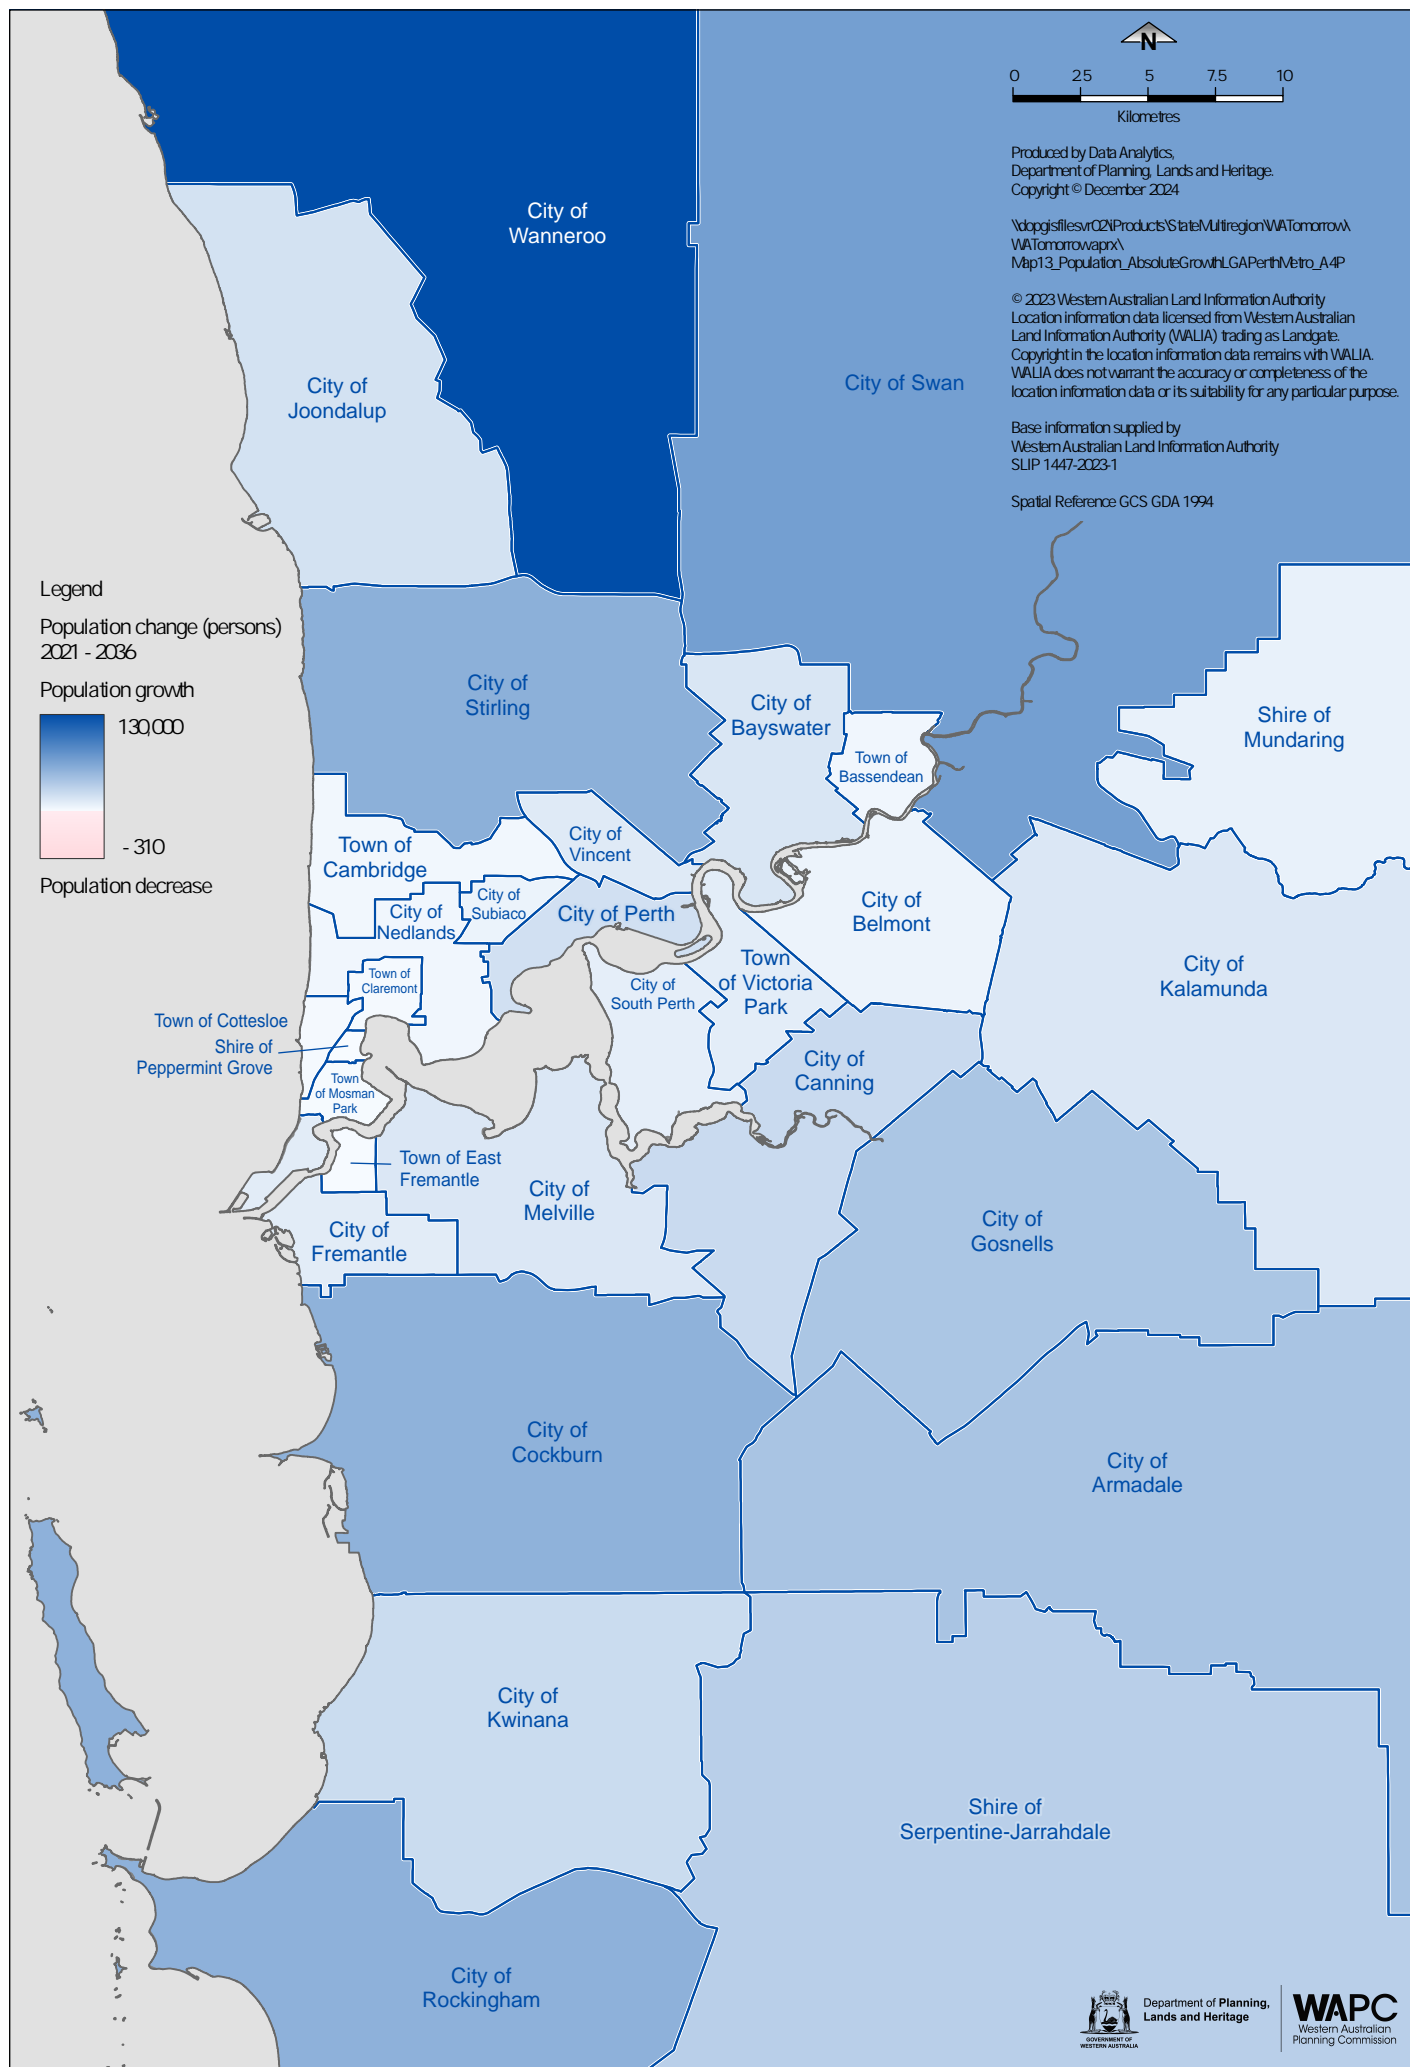 N
0 2.5 5 7.5 10
Kilometres
Produced by Data Analytics,
Department of Planning, Lands and Heritage.
Copyright © December 2024
\\dopgisfilesvr02\iProducts\StateMultiregion\WATomorrow\
WATomorrowaprx\
Map13_Population_AbsoluteGrowthLGAPerthMetro_A4P
© 2023 Western Australian Land Information Authority
Location information data licensed from Western Australian
Land Information Authority (WALIA) trading as Landgate.
Copyright in the location information data remains with WALIA.
WALIA does not warrant the accuracy or completeness of the
location information data or its suitability for any particular purpose.
Base information supplied by
Western Australian Land Information Authority
SLIP 1447-2023-1
Spatial Reference GCS GDA 1994
City of
Wanneroo
City of
Joondalup
City of Swan
Legend
Population change (persons)
2021 - 2036
Population growth
130,000
- 310
Population decrease
City of
Stirling
City of
Bayswater
Town of
Bassendean
Shire of
Mundaring
Town of
Cambridge
City of
Vincent
City of
Subiaco
City of
Nedlands
City of Perth
City of
Belmont
Town of
Claremont
City of
South Perth
Town
of Victoria
Park
City of
Kalamunda
Town of Cottesloe
Shire of
Peppermint Grove
Town
of Mosman
Park
City of
Canning
Town of East
Fremantle
City of
Melville
City of
Fremantle
City of
Gosnells
City of
Cockburn
City of
Armadale
City of
Kwinana
Shire of
Serpentine-Jarrahdale
City of
Rockingham
GOVERNMENT OF
WESTERN AUSTRALIA
Department of Planning,
Lands and Heritage
WAPC
Western Australian
Planning Commission